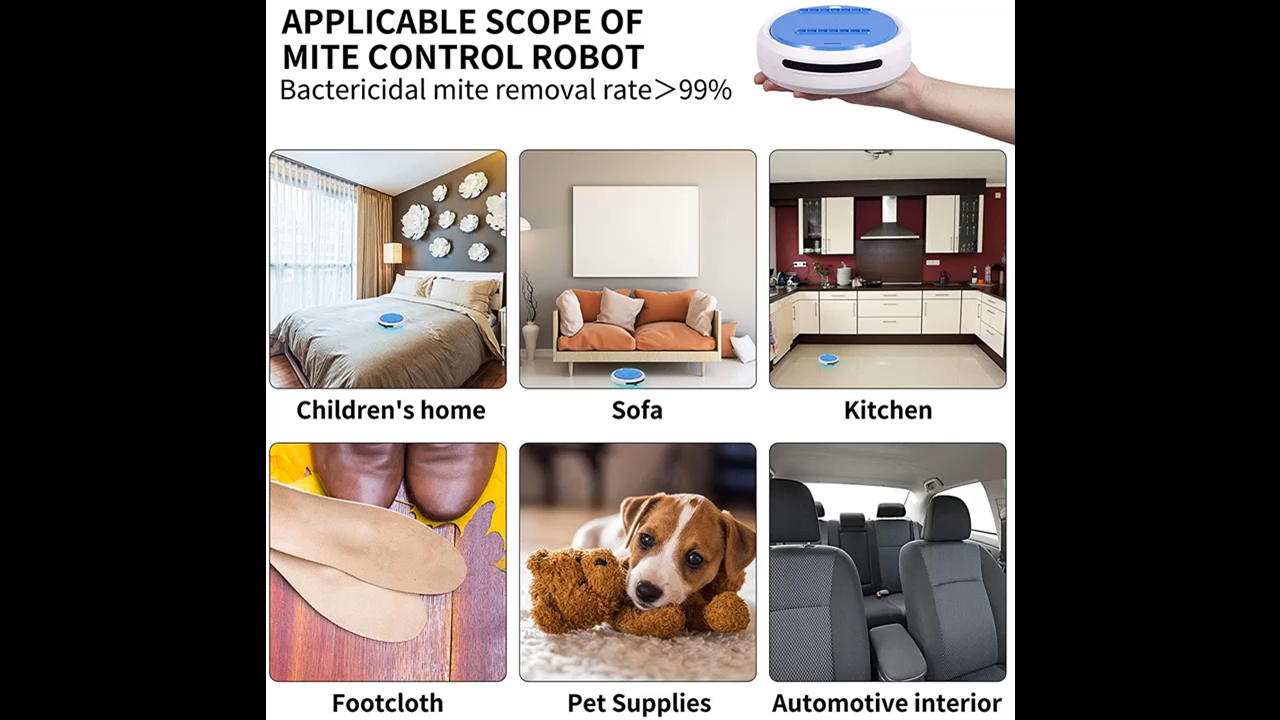 APPLICABLE SCOPE OF
MITE CONTROL ROBOT
Bactericidal mite removal rate＞99%
Children's home
Sofa
Kitchen
Footcloth
Pet Supplies
Automotive interior